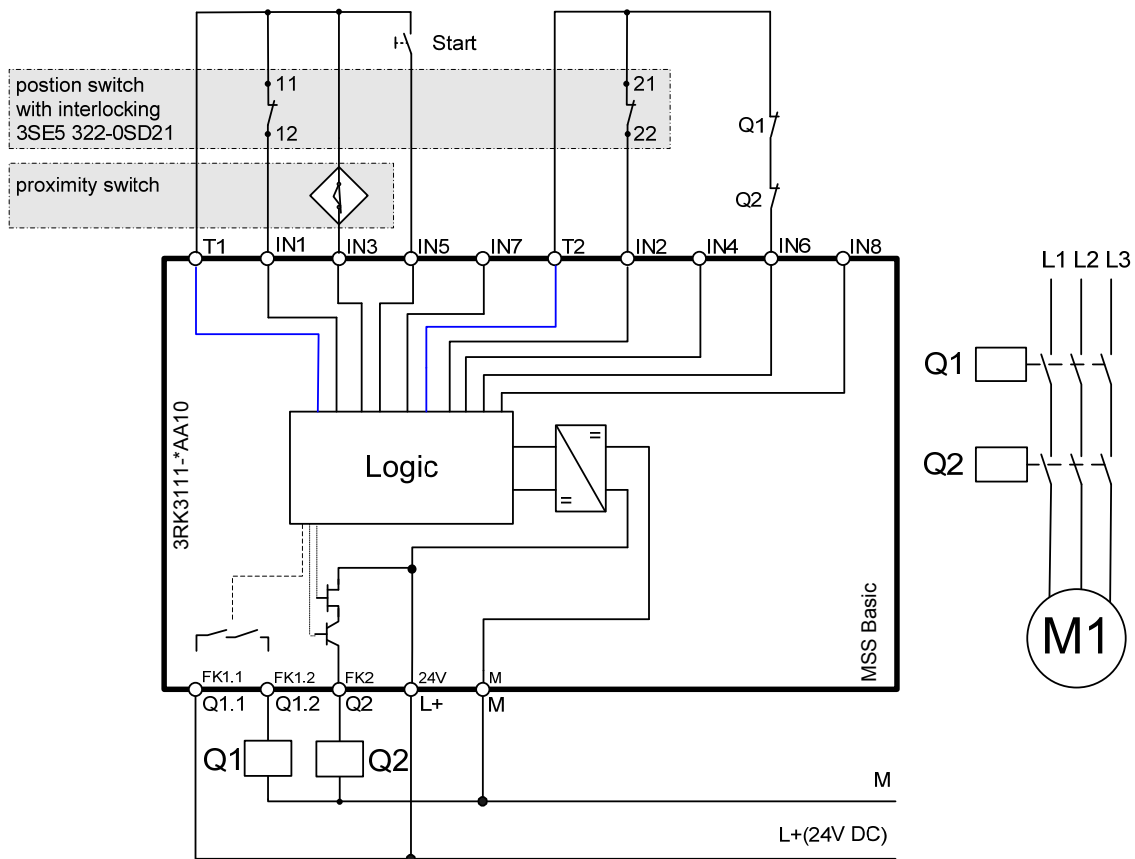 Start
postion switch
with interlocking
3SE5 322-0SD21
11
12
21
22
Q1
Q2
proximity switch
T1
IN1
IN3
IN5
IN7
T2
IN2
IN4
IN6
IN8
L1 L2 L3
Q1
Q2
M1
3RK3111-*AA10
Logic
=
=
MSS Basic
FK1.1
FK1.2
FK2
24V
M
Q1.1
Q1.2
Q2
L+
M
Q1
Q2
M
L+(24V DC)